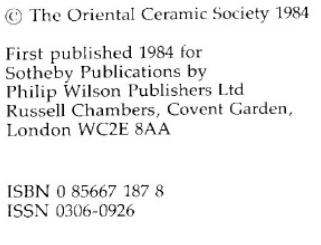 © The Oriental Ceramic Society 1984
First published 1984 for
Sotheby Publications by
Philip Wilson Publishers Ltd
Russell Chambers, Covent Garden,
London WC2E 8AA
ISBN 0 85667 187 8
ISSN 0306-0926